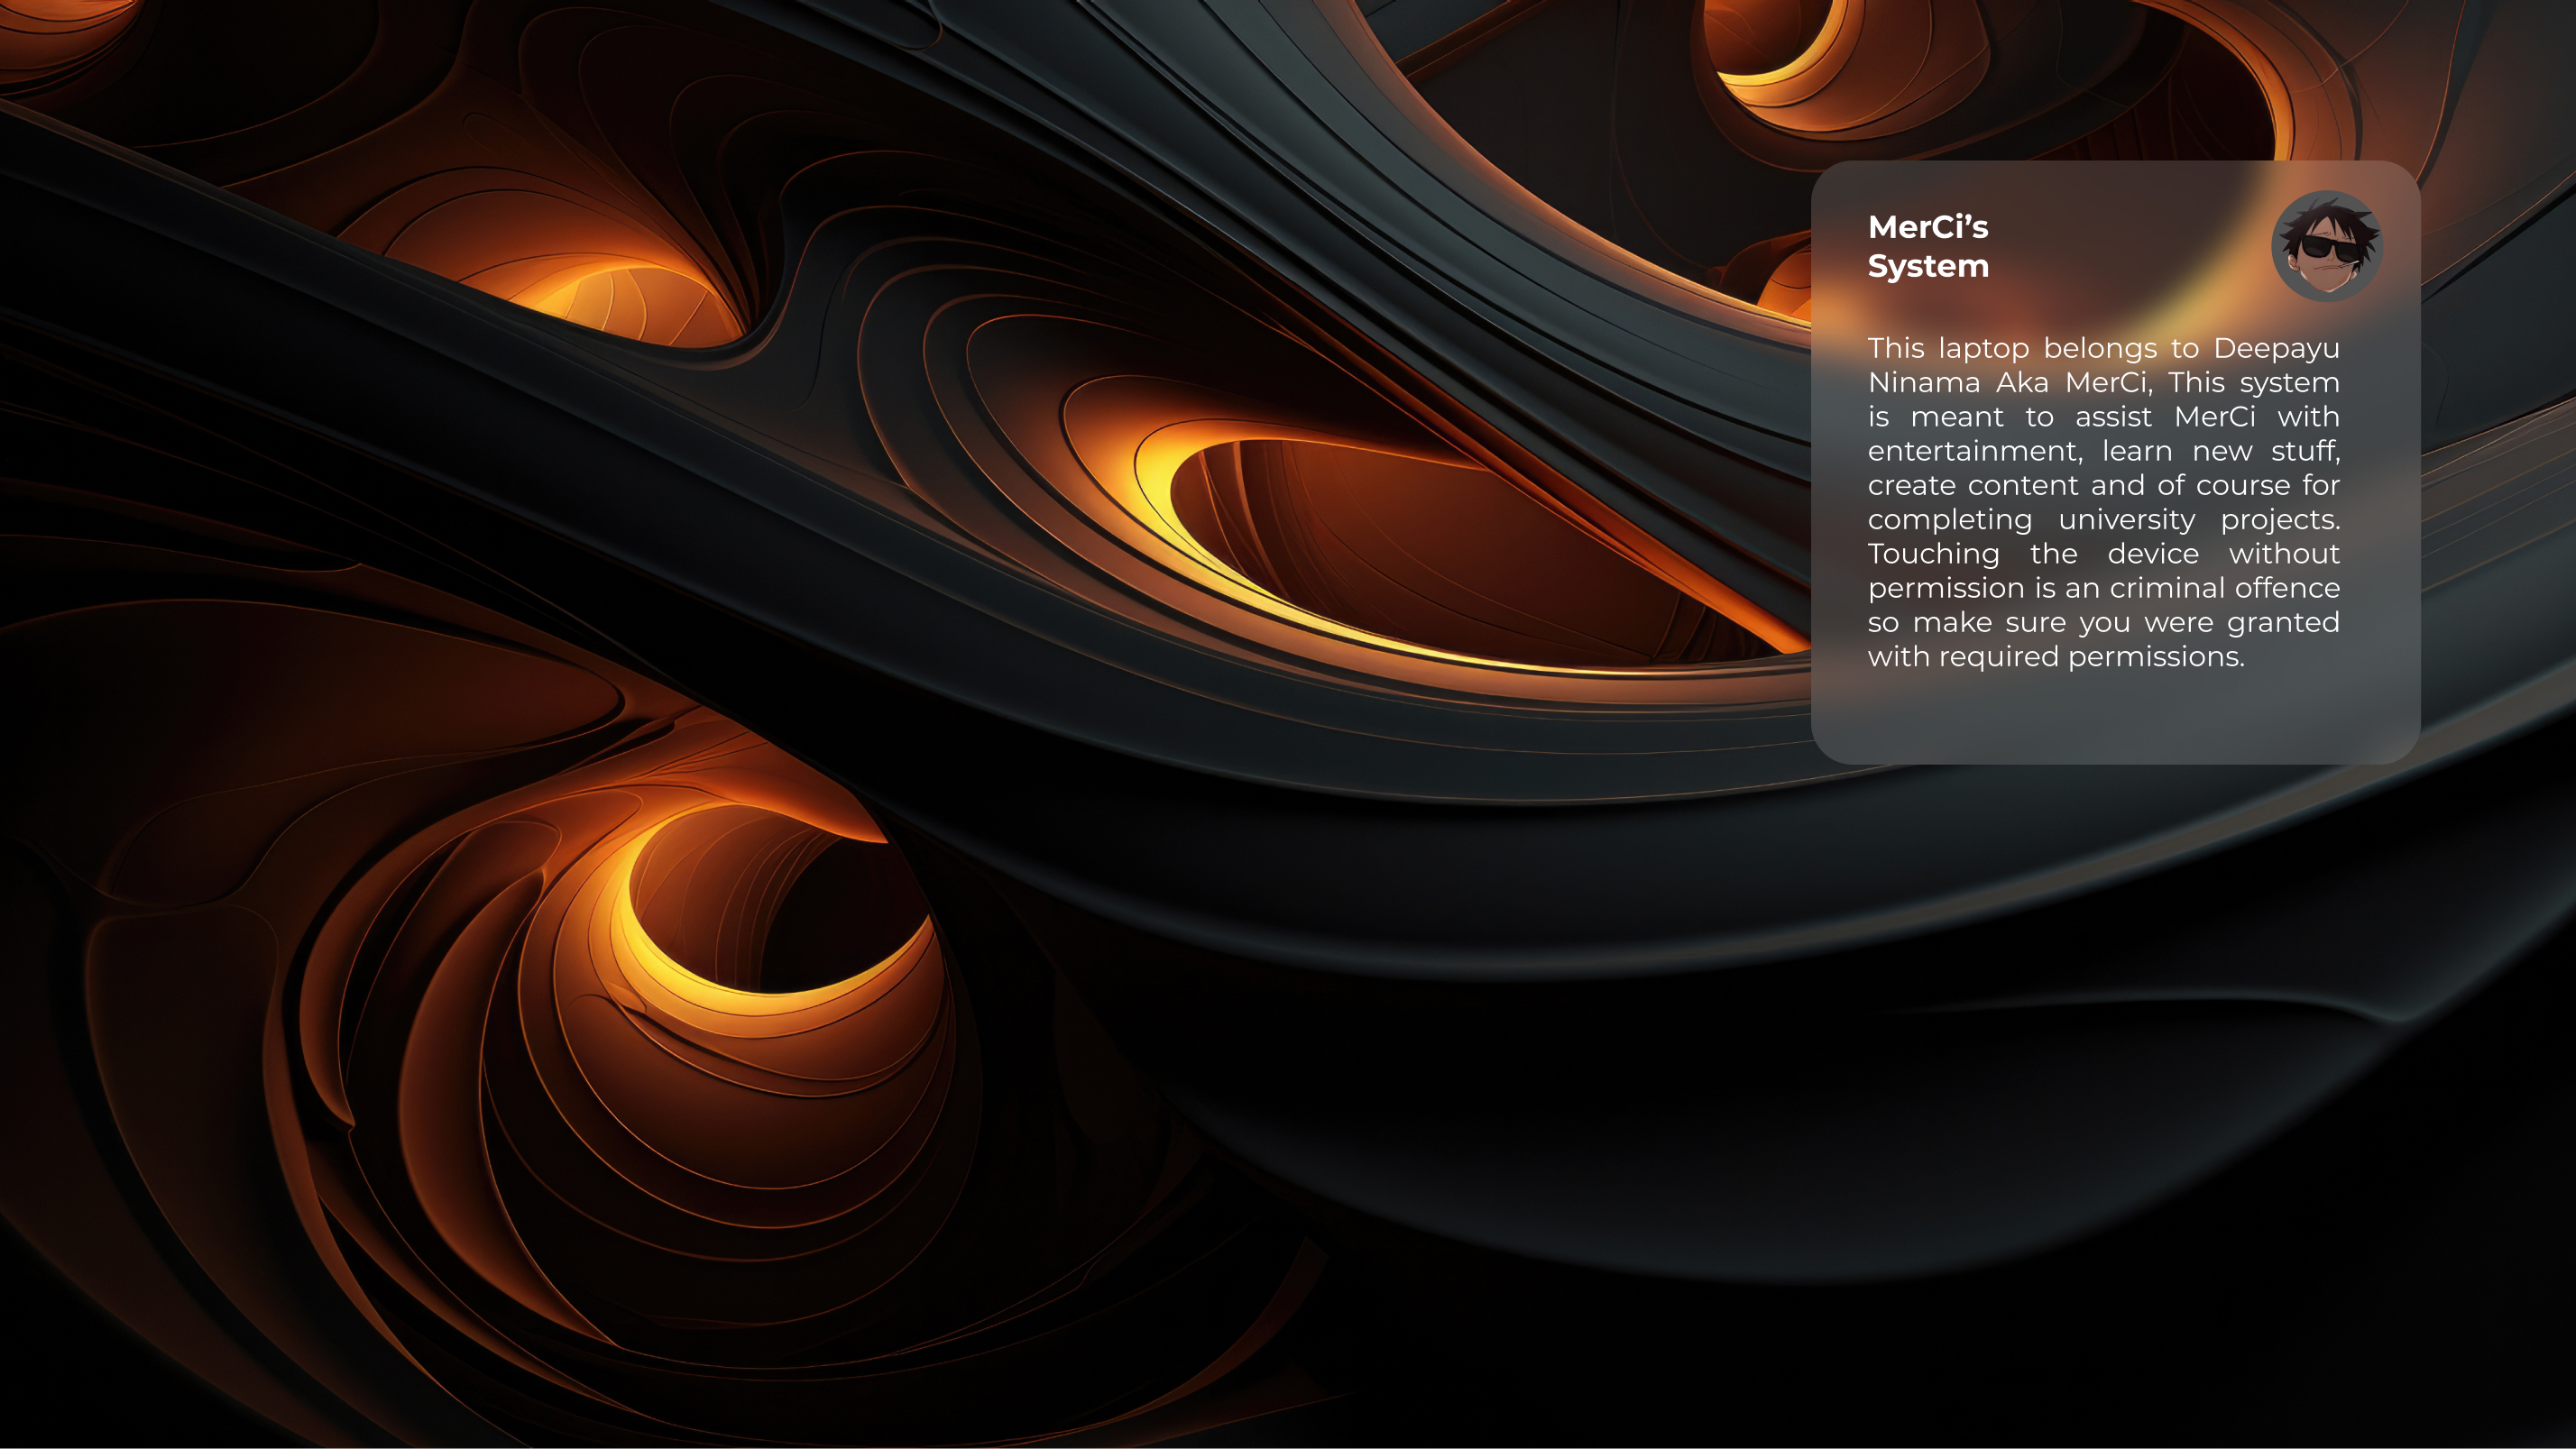 MerCi’s
System
This laptop belongs to Deepayu
Ninama Aka MerCi, This system
is meant to assist MerCi with
entertainment, learn new stuff,
create content and of course for
completing university projects.
Touching the device without
permission is an criminal offence
so make sure you were granted
with required permissions.